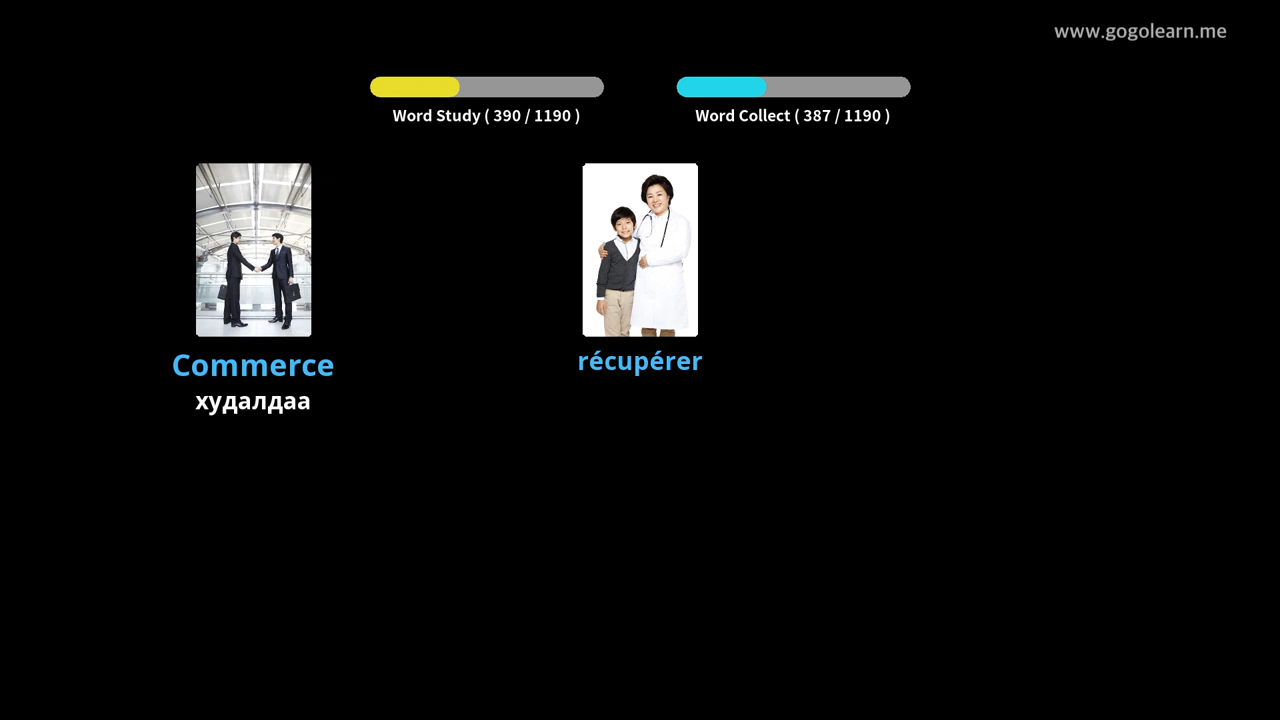 www.gogolearn.me
Word Study ( 390 / 1190 )
Word Collect ( 387 / 1190 )
Commerce
худалдаа
récupérer